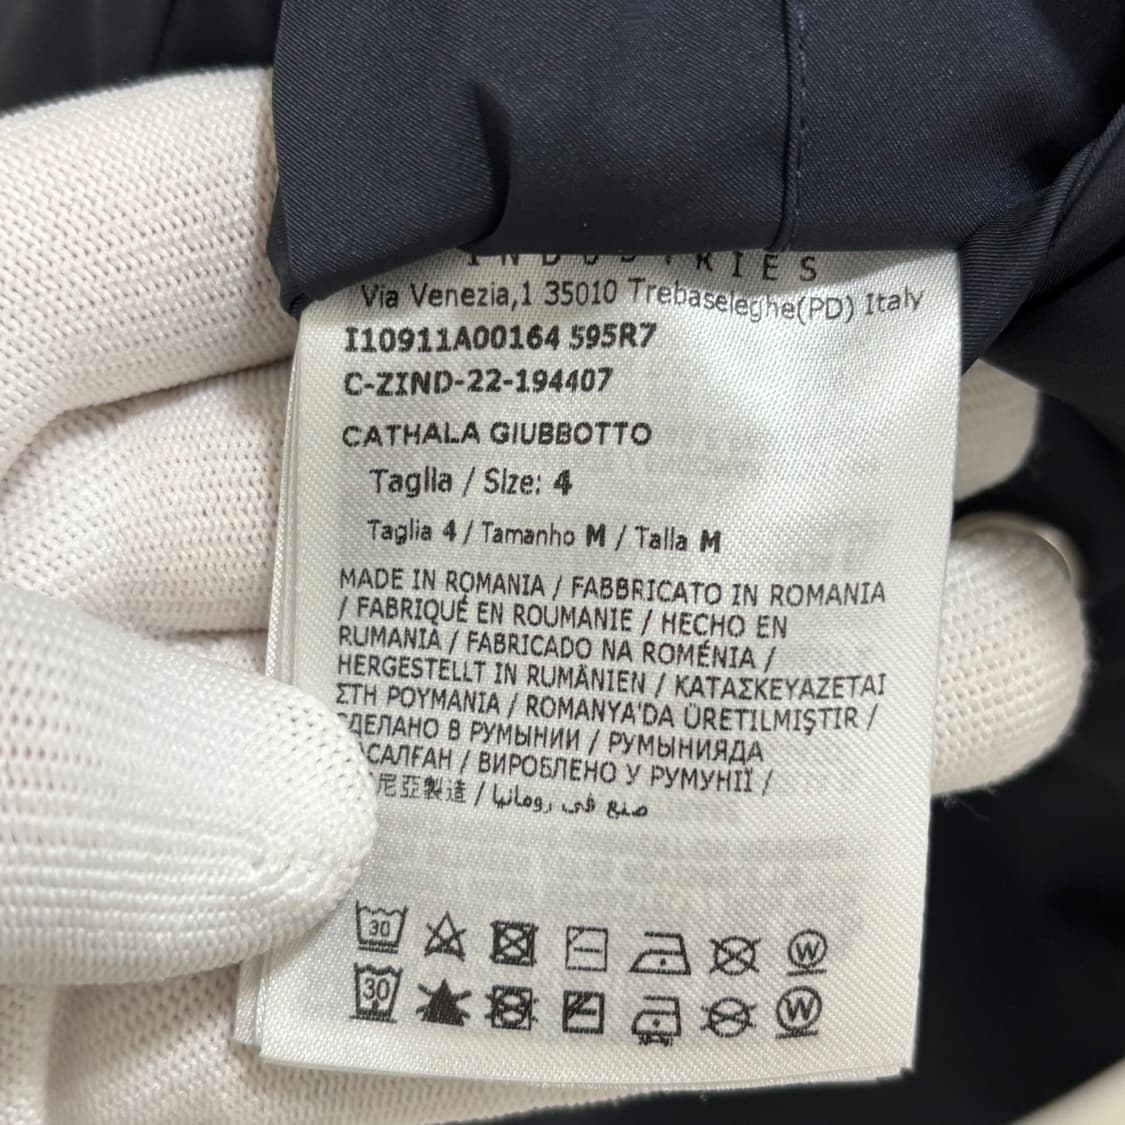 INDUSTRIES
Via Venezia,1 35010 Trebaseleghe(PD) Italy
I10911A00164 595R7
C-ZIND-22-194407
CATHALA GIUBBOTTO
Taglia / Size: 4
Taglia 4 / Tamanho M / Talla M
MADE IN ROMANIA / FABBRICATO IN ROMANIA
/ FABRIQUÉ EN ROUMANIE / HECHO EN
RUMANIA / FABRICADO NA ROMÉNIA /
HERGESTELLT IN RUMÄNIEN / ΚΑΤΑΣΚΕΥΑΖΕΤΑΙ
ΣΤΗ ΡΟΥΜΑΝΙΑ / ROMANYA'DA ÜRETILMIŞTIR /
СДЕЛАНО В РУМЫНИИ / РУМЫНИЯДА
ЖАСАЛҒАН / ВИРОБЛЕНО У РУМУНІЇ /
尼亞製造 / صنع في رومانيا
30 W
30 W